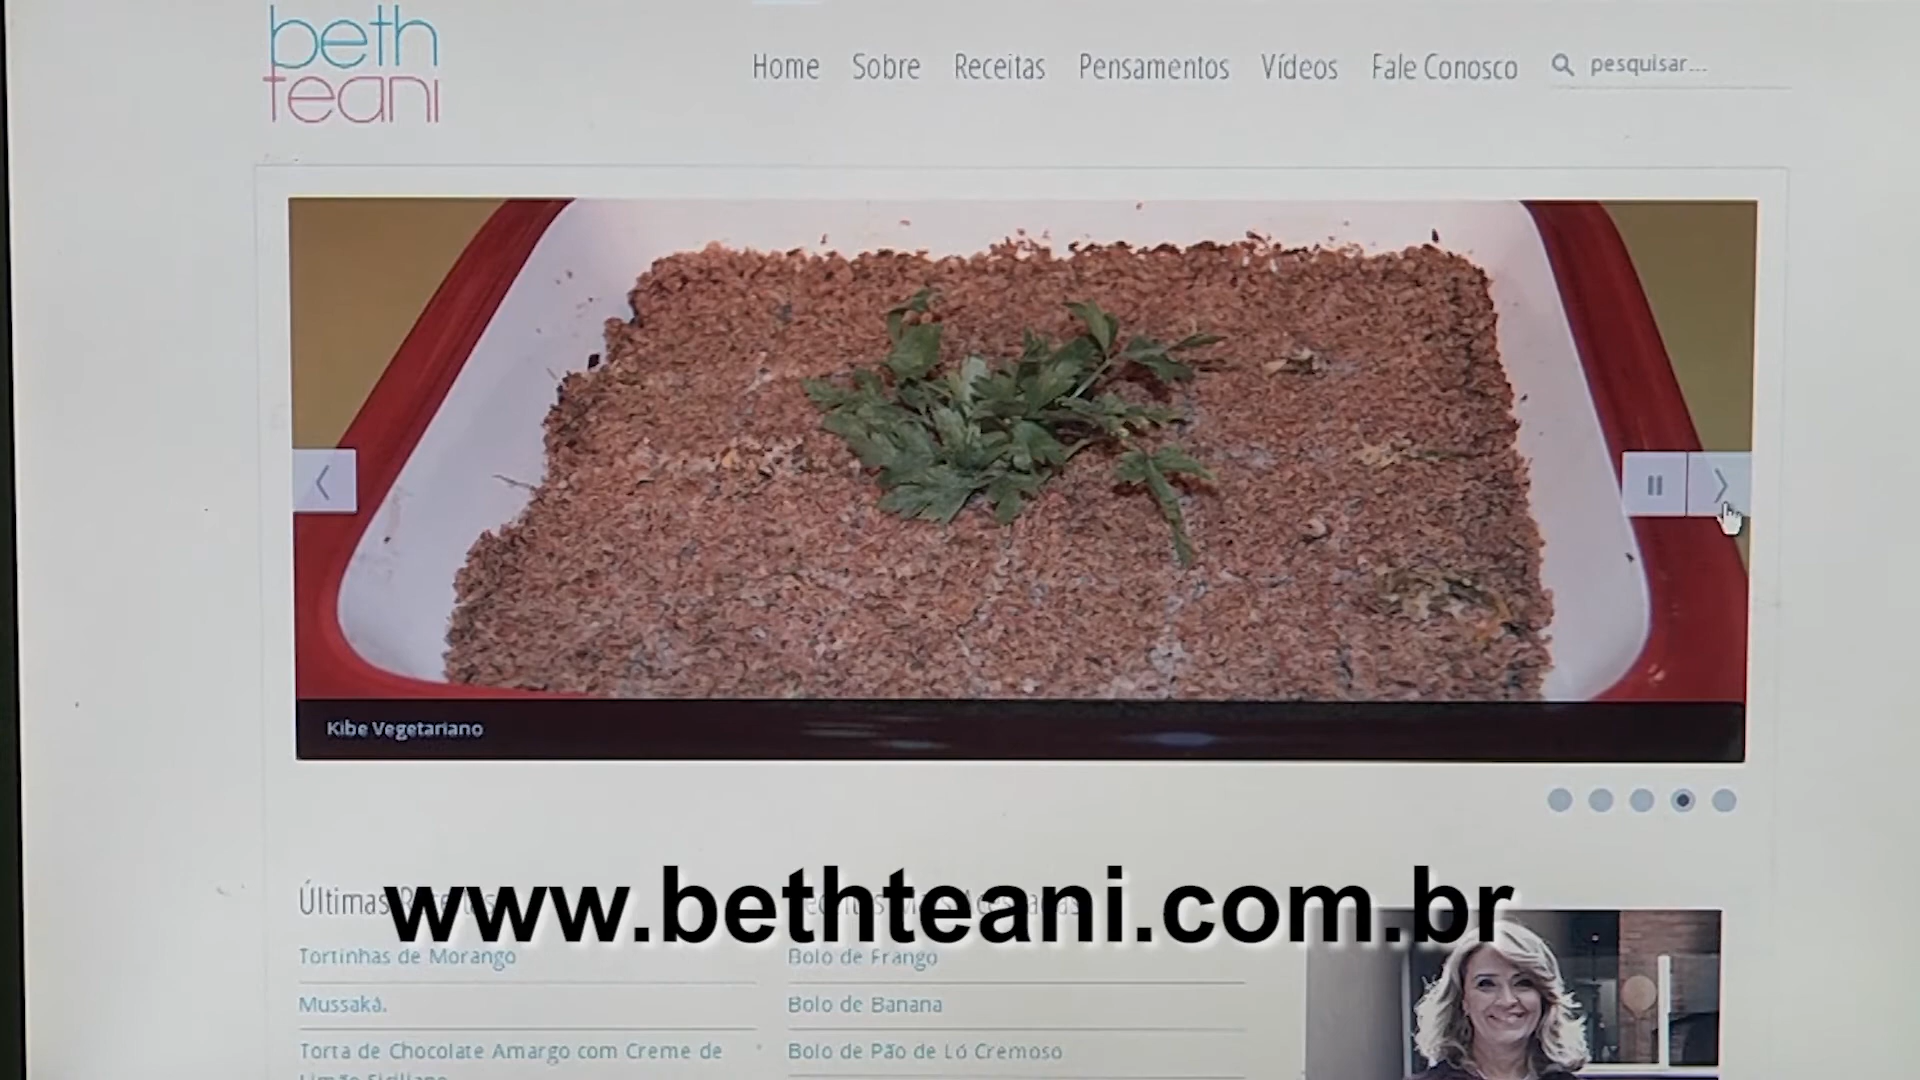 beth
teani
Home Sobre Receitas Pensamentos Vídeos Fale Conosco pesquisar...
Kibe Vegetariano
www.bethteani.com.br
Últimas
Tortinhas de Morango
Mussaká.
Torta de Chocolate Amargo com Creme de
Limão Siciliano
Bolo de Frango
Bolo de Banana
Bolo de Pão de Ló Cremoso